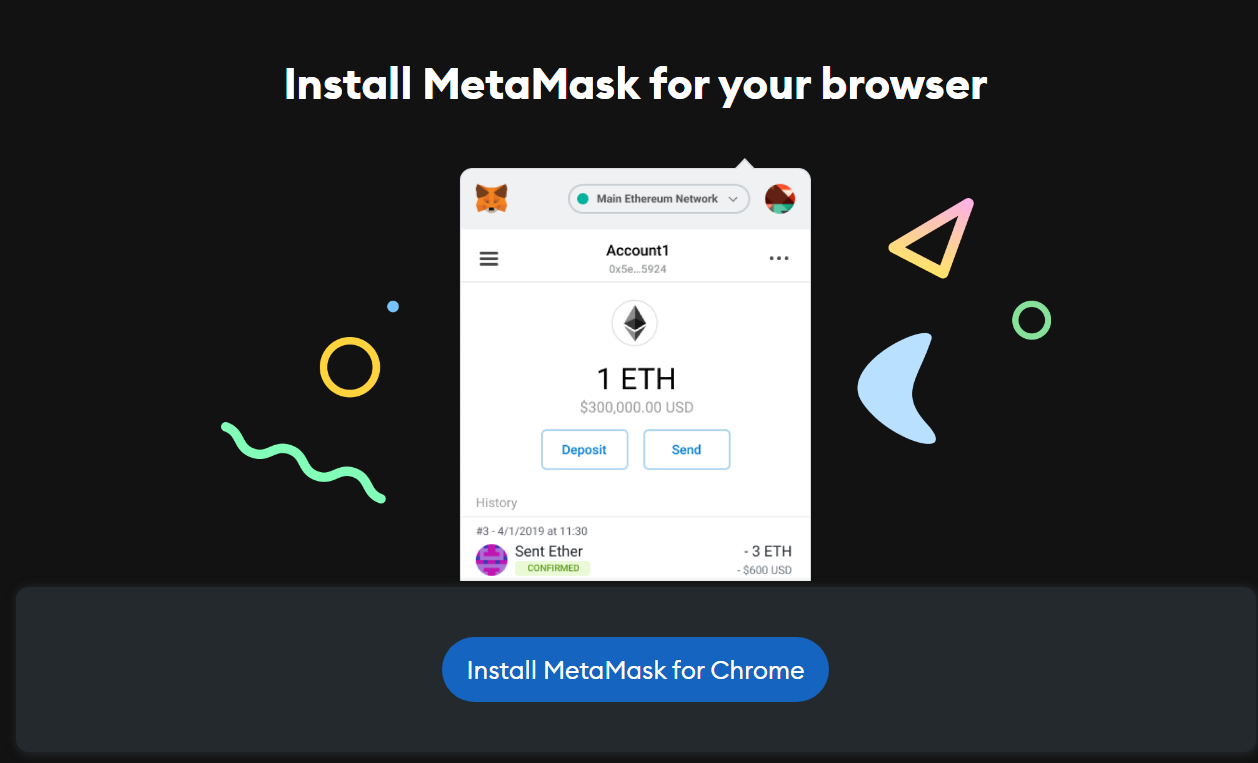 Install MetaMask for your browser
Main Ethereum Network
Account1
0x5e...5924
1 ETH
$300,000.00 USD
Deposit Send
History
#3 - 4/1/2019 at 11:30
Sent Ether - 3 ETH
CONFIRMED - $600 USD
Install MetaMask for Chrome